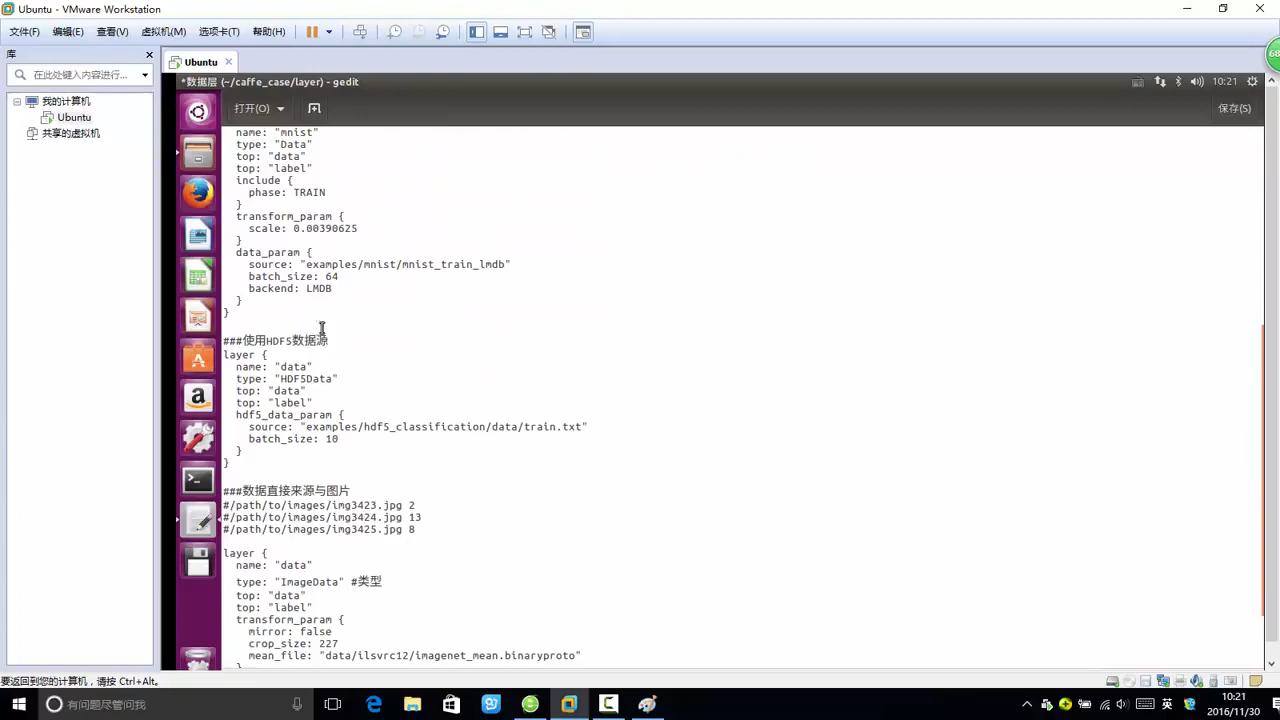 Ubuntu - VMware Workstation
文件(F) 编辑(E) 查看(V) 虚拟机(M) 选项卡(T) 帮助(H)
库
在此处键入内容进行...
我的计算机
Ubuntu
共享的虚拟机
Ubuntu
68
*数据层 (~/caffe_case/layer) - gedit
10:21
打开(O)
保存(S)
name: "mnist"
type: "Data"
top: "data"
top: "label"
include {
phase: TRAIN
}
transform_param {
scale: 0.00390625
}
data_param {
source: "examples/mnist/mnist_train_lmdb"
batch_size: 64
backend: LMDB
}
}
###使用HDF5数据源
layer {
name: "data"
type: "HDF5Data"
top: "data"
top: "label"
hdf5_data_param {
source: "examples/hdf5_classification/data/train.txt"
batch_size: 10
}
}
###数据直接来源与图片
#/path/to/images/img3423.jpg 2
#/path/to/images/img3424.jpg 13
#/path/to/images/img3425.jpg 8
layer {
name: "data"
type: "ImageData" #类型
top: "data"
top: "label"
transform_param {
mirror: false
crop_size: 227
mean_file: "data/ilsvrc12/imagenet_mean.binaryproto"
}
要返回到您的计算机，请按 Ctrl+Alt。
有问题尽管问我
英
10:21
2016/11/30